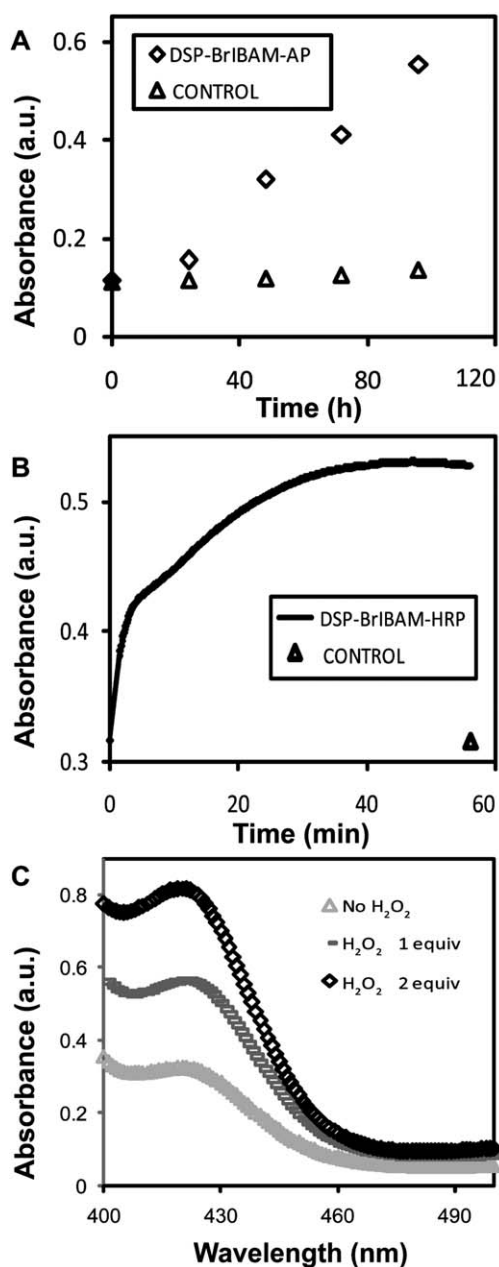 A
0.6
DSP-BrIBAM-AP
CONTROL
0.4
0.2
0
Absorbance (a.u.)
0 40 80 120
Time (h)
B
0.5
0.4
0.3
DSP-BrIBAM-HRP
CONTROL
Absorbance (a.u.)
0 20 40 60
Time (min)
C
0.8
0.6
0.4
0.2
0
No H₂O₂
H₂O₂ 1 equiv
H₂O₂ 2 equiv
Absorbance (a.u.)
400 430 460 490
Wavelength (nm)